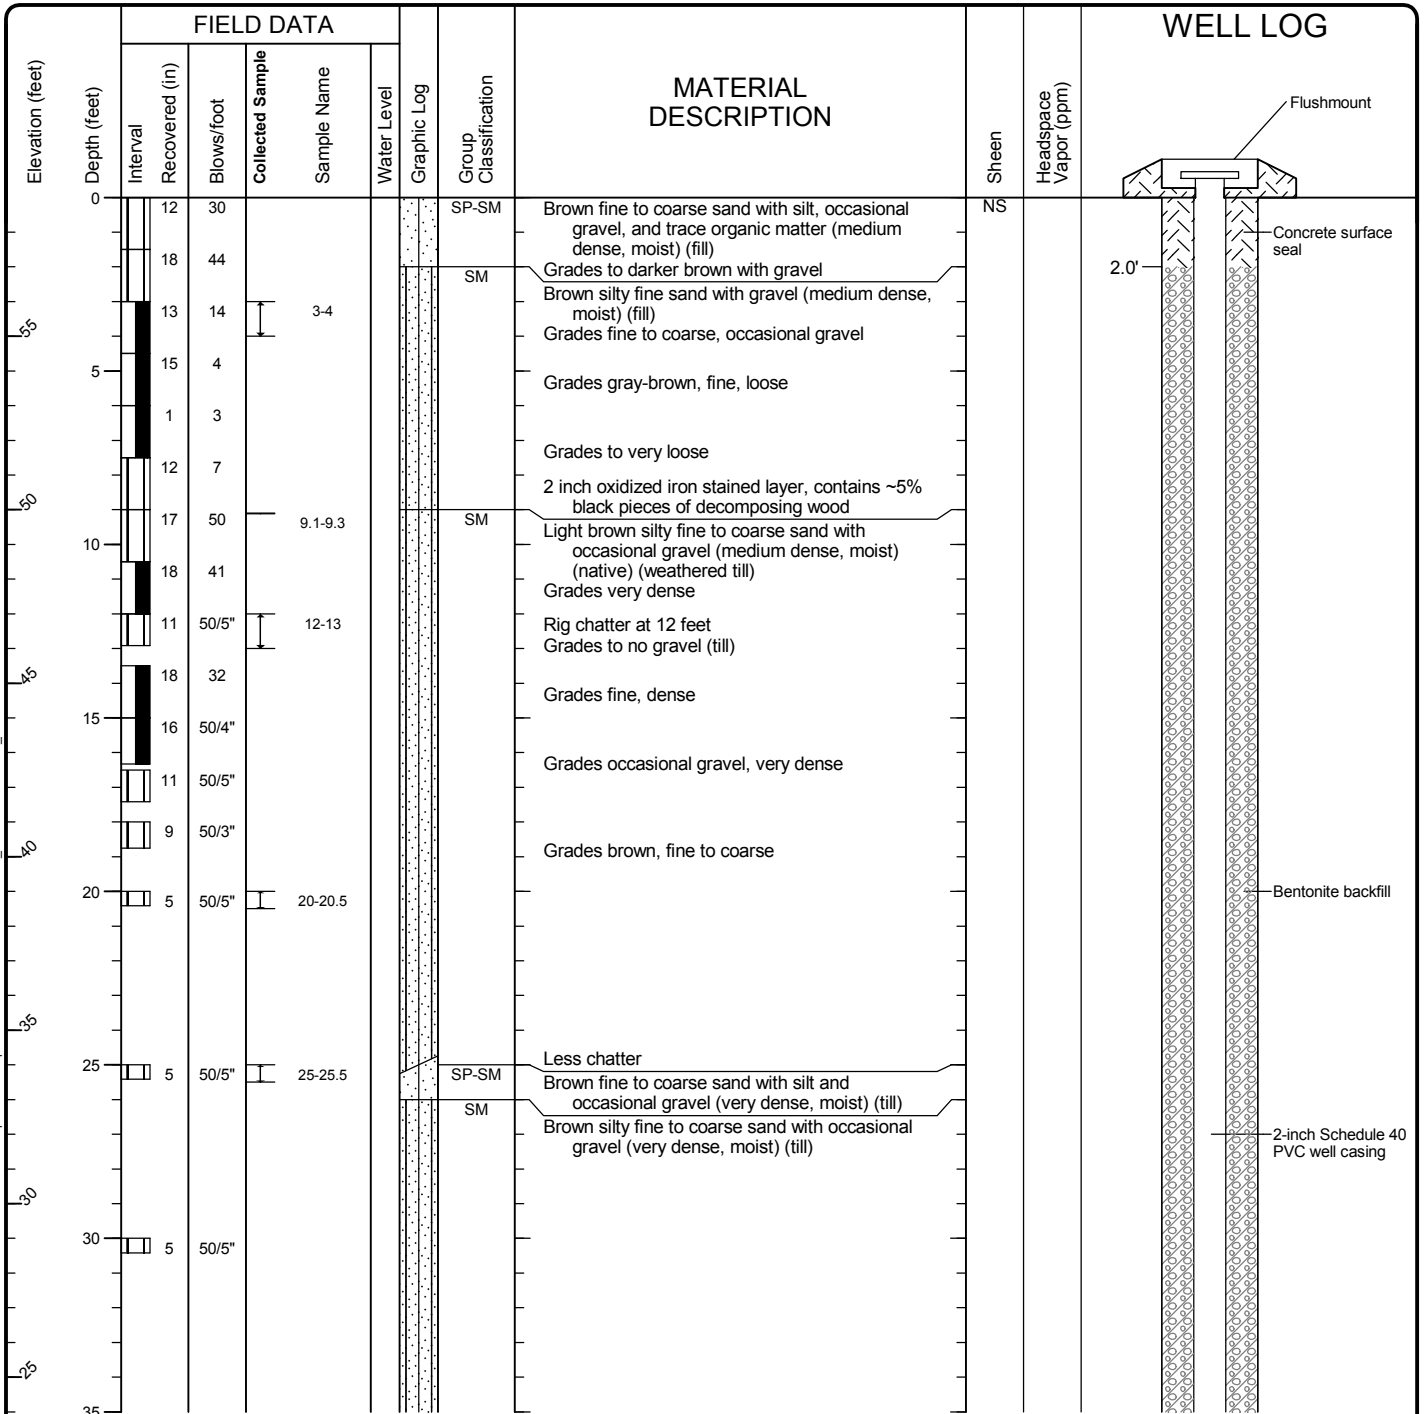 FIELD DATA
WELL LOG
Elevation (feet)
Depth (feet)
Interval
Recovered (in)
Blows/foot
Collected Sample
Sample Name
Water Level
Graphic Log
Group
Classification
MATERIAL
DESCRIPTION
Sheen
Headspace
Vapor (ppm)
Flushmount
0
12 30
SP-SM
Brown fine to coarse sand with silt, occasional
gravel, and trace organic matter (medium
dense, moist) (fill)
NS
Concrete surface
seal
18 44
Grades to darker brown with gravel
2.0'
SM
Brown silty fine sand with gravel (medium dense,
moist) (fill)
13 14 3-4
55
Grades fine to coarse, occasional gravel
5
15 4
Grades gray-brown, fine, loose
1 3
Grades to very loose
12 7
2 inch oxidized iron stained layer, contains ~5%
black pieces of decomposing wood
50
17 50 9.1-9.3
SM
Light brown silty fine to coarse sand with
occasional gravel (medium dense, moist)
(native) (weathered till)
10
18 41
Grades very dense
11 50/5" 12-13
Rig chatter at 12 feet
Grades to no gravel (till)
45
18 32
Grades fine, dense
15
16 50/4"
Grades occasional gravel, very dense
11 50/5"
9 50/3"
40
Grades brown, fine to coarse
20
5 50/5" 20-20.5
Bentonite backfill
35
Less chatter
25
5 50/5" 25-25.5
SP-SM
Brown fine to coarse sand with silt and
occasional gravel (very dense, moist) (till)
SM
Brown silty fine to coarse sand with occasional
gravel (very dense, moist) (till)
2-inch Schedule 40
PVC well casing
30
30
5 50/5"
25
35